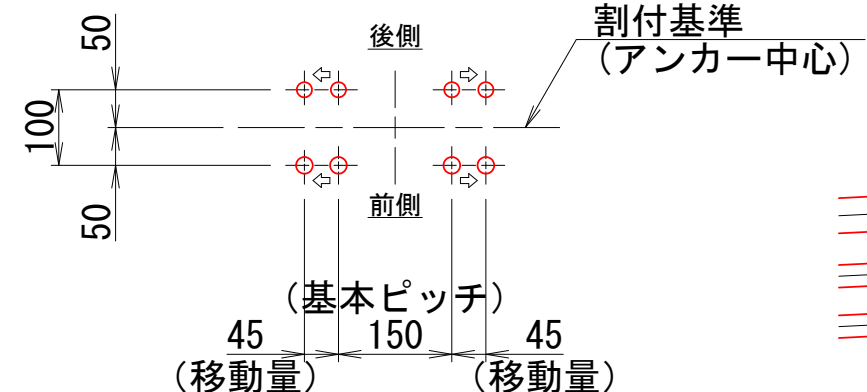 割付基準
(アンカー中心)
後側
50
100
50
前側
(基本ピッチ)
45
150
45
(移動量)
(移動量)